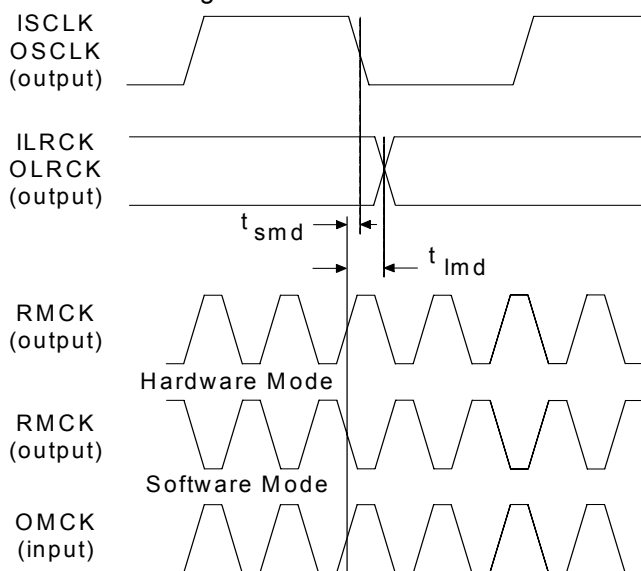 ISCLK
OSCLK
(output)
ILRCK
OLRCK
(output)
t smd
t lmd
RMCK
(output)
Hardware Mode
RMCK
(output)
Software Mode
OMCK
(input)